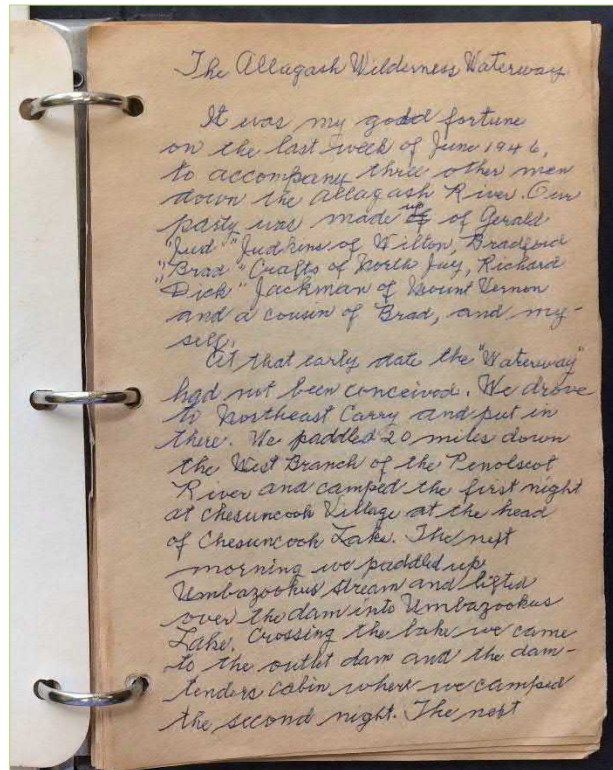 The Allagash Wilderness Waterway
It was my good fortune
on the last week of June 1946,
to accompany three other men
down the Allagash River. Our
party was made up of Gerald
"Jud" Judkins of Wilton, Bradford
"Brad" Crafts of North Jay, Richard
"Dick" Jackman of Mount Vernon
and a cousin of Brad, and my-
self.
At that early date the "Waterway"
had not been conceived. We drove
to Northeast Carry and put in
there. We paddled 20 miles down
the West Branch of the Penolscot
River and camped the first night
at Chesuncook Village at the head
of Chesuncook Lake. The next
morning we paddled up
Umbazookus stream and lifted
over the dam into Umbazookus
Lake. Crossing the lake we came
to the outlet dam and the dam-
tenders cabin where we camped
the second night. The next